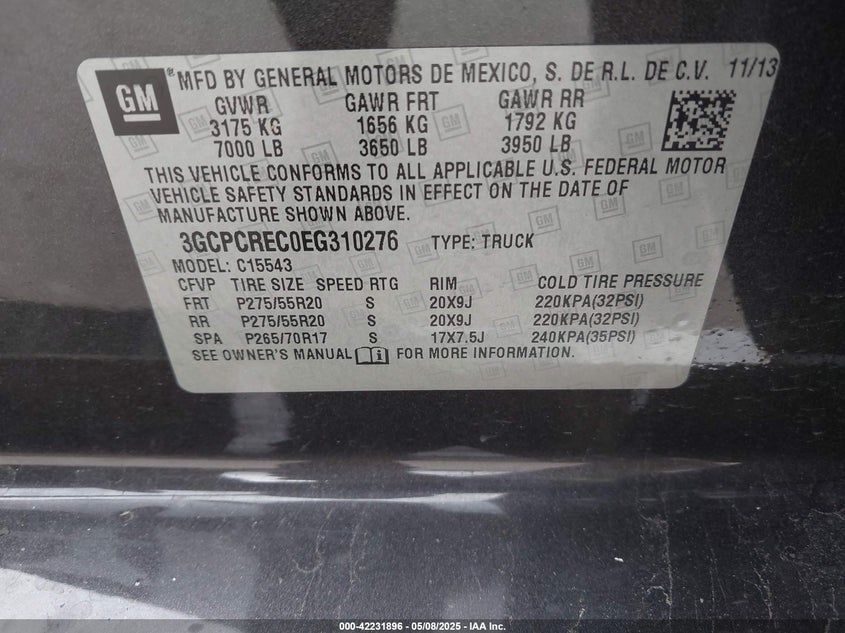 GM® MFD BY GENERAL MOTORS DE MEXICO, S. DE R.L. DE C.V. 11/13
GVWR GAWR FRT GAWR RR
3175 KG 1656 KG 1792 KG
7000 LB 3650 LB 3950 LB
THIS VEHICLE CONFORMS TO ALL APPLICABLE U.S. FEDERAL MOTOR
VEHICLE SAFETY STANDARDS IN EFFECT ON THE DATE OF
MANUFACTURE SHOWN ABOVE.
3GCPCREC0EG310276 TYPE: TRUCK
MODEL: C15543
CFVP TIRE SIZE SPEED RTG RIM COLD TIRE PRESSURE
FRT P275/55R20 S 20X9J 220KPA(32PSI)
RR P275/55R20 S 20X9J 220KPA(32PSI)
SPA P265/70R17 S 17X7.5J 240KPA(35PSI)
SEE OWNER'S MANUAL FOR MORE INFORMATION.
000-42231896 — 05/08/2025 — IAA Inc.